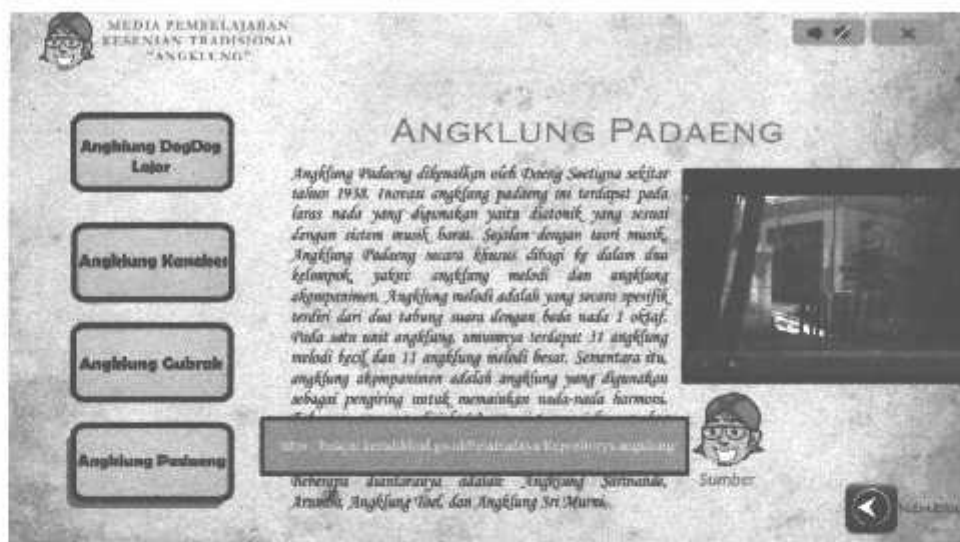 MEDIA PEMBELAJARAN
KESENIAN TRADISIONAL
"ANGKLUNG"
Angklung DogDog
Lojor
Angklung Kanekes
Angklung Gubrak
Angklung Padaeng
ANGKLUNG PADAENG
Angklung Padaeng dikenalkan oleh Daeng Soetigna sekitar
tahun 1938. Inovasi angklung padaeng ini terdapat pada
laras nada yang digunakan yaitu diatonik yang sesuai
dengan sistem musik barat. Sejalan dengan teori musik,
Angklung Padaeng secara khusus dibagi ke dalam dua
kelompok, yakni: angklung melodi dan angklung
akompanimen. Angklung melodi adalah yang secara spesifik
terdiri dari dua tabung suara dengan beda nada 1 oktaf.
Pada satu unit angklung, umumnya terdapat 31 angklung
melodi kecil dan 11 angklung melodi besar. Sementara itu,
angklung akompanimen adalah angklung yang digunakan
sebagai pengiring untuk memainkan nada-nada harmoni.
Beberapa diantaranya adalah: Angklung Sarinande,
Arumba, Angklung Toel, dan Angklung Sri Murni.
Sumber